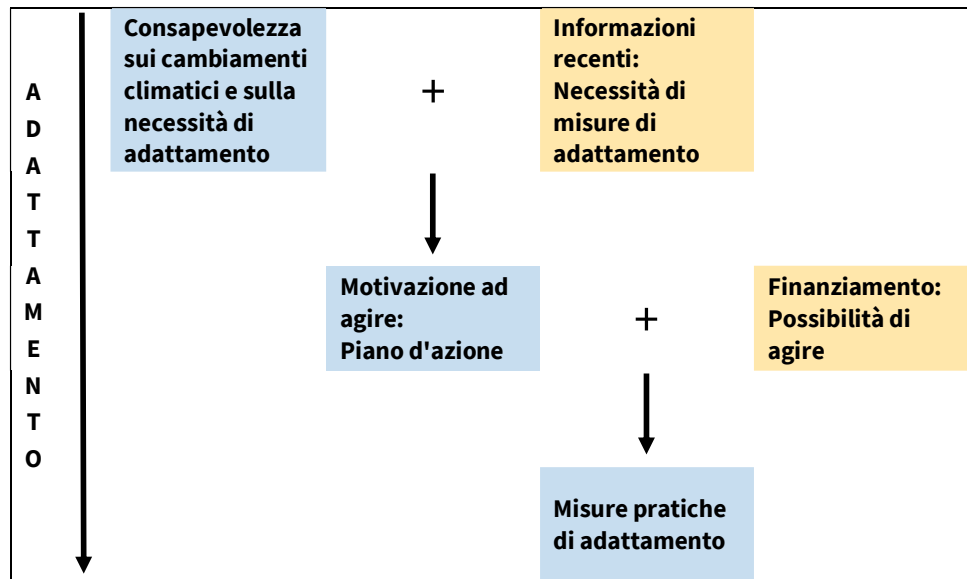 ADATTAMENTO
Consapevolezza
sui cambiamenti
climatici e sulla
necessità di
adattamento
+
Informazioni
recenti:
Necessità di
misure di
adattamento
Motivazione ad
agire:
Piano d'azione
+
Finanziamento:
Possibilità di
agire
Misure pratiche
di adattamento